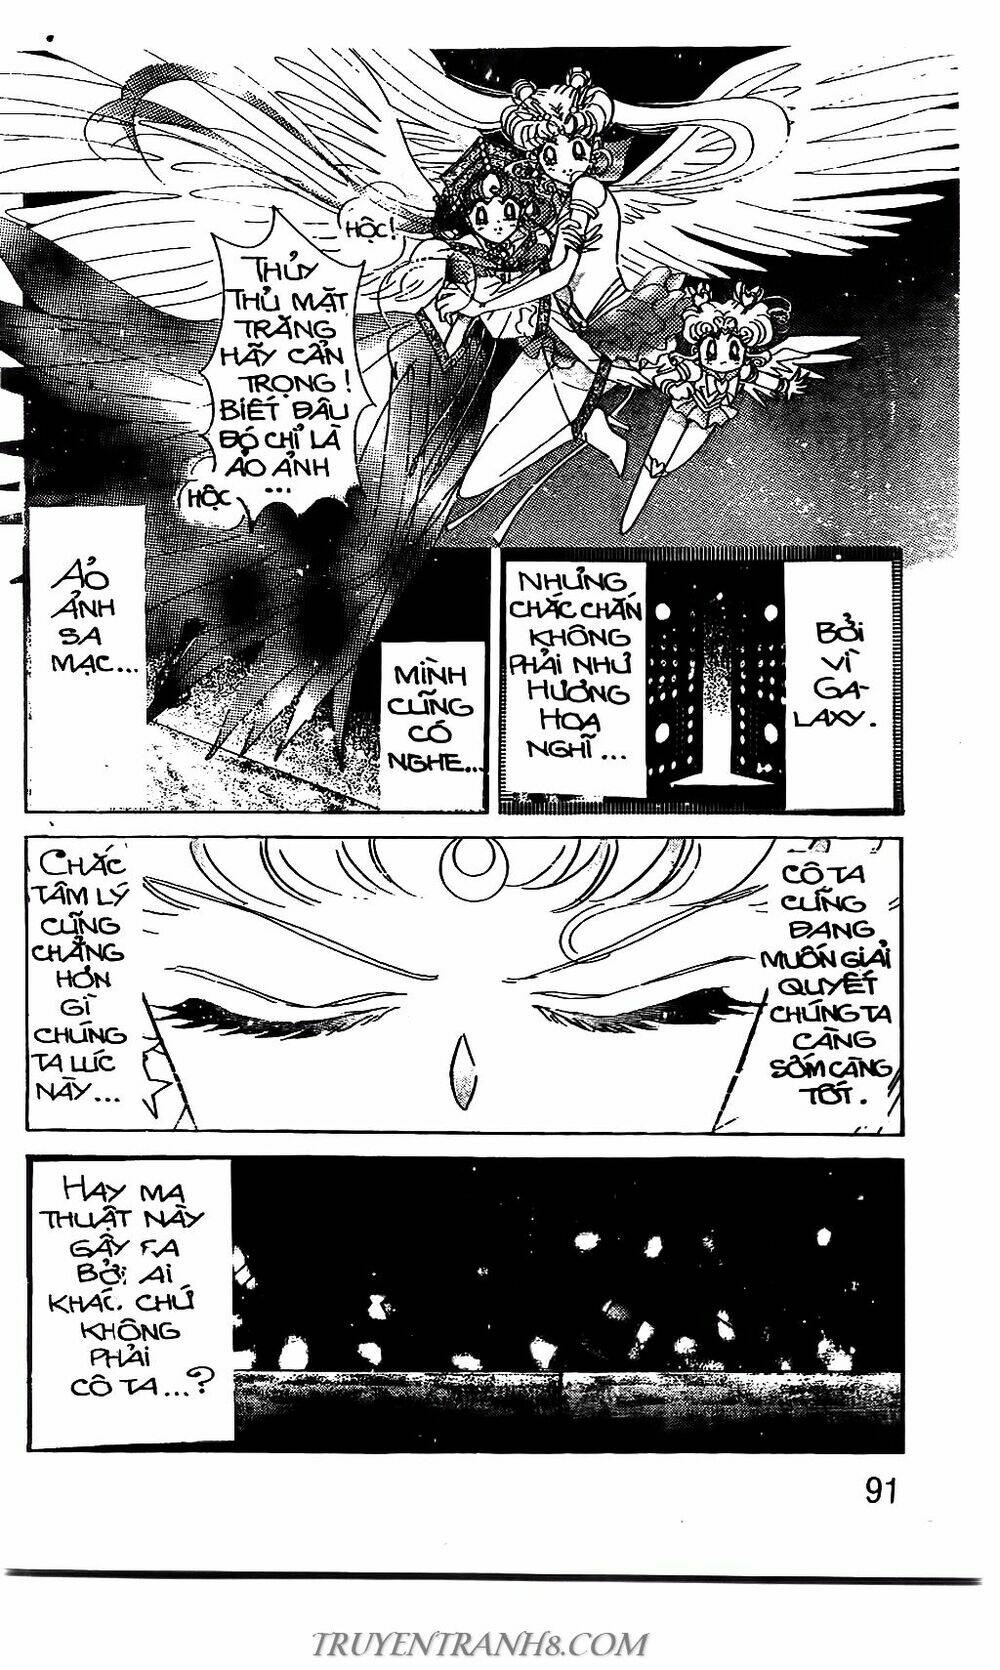 HỘC!
THỦY
THỦ MẶT
TRĂNG
HÃY CẨN
TRỌNG!
BIẾT ĐÂU
ĐÓ CHỈ LÀ
ẢO ẢNH
...
HỘC
ẢO
ẢNH
SA
MẠC...
MÌNH
CŨNG
CÓ
NGHE...
NHƯNG
CHẮC CHẮN
KHÔNG
PHẢI NHƯ
HƯƠNG
HOA
NGHĨ...
BỞI
VÌ
GA-
LAXY.
CHẮC
TÂM LÝ
CŨNG
CHẲNG
HƠN
GÌ
CHÚNG
TA LÚC
NÀY...
CÔ TA
CŨNG
ĐANG
MUỐN GIẢI
QUYẾT
CHÚNG TA
CÀNG
SỚM CÀNG
TỐT.
HAY MA
THUẬT NÀY
GÂY RA
BỞI AI
KHÁC, CHỨ
KHÔNG
PHẢI
CÔ TA...?
91
TRUYENTRANH8.COM